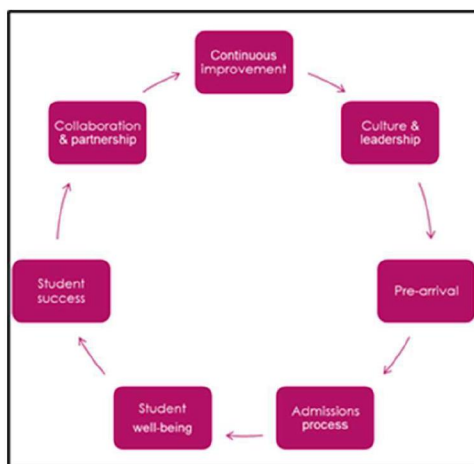 Continuous
improvement
Culture &
leadership
Pre-arrival
Admissions
process
Student
well-being
Student
success
Collaboration
& partnership